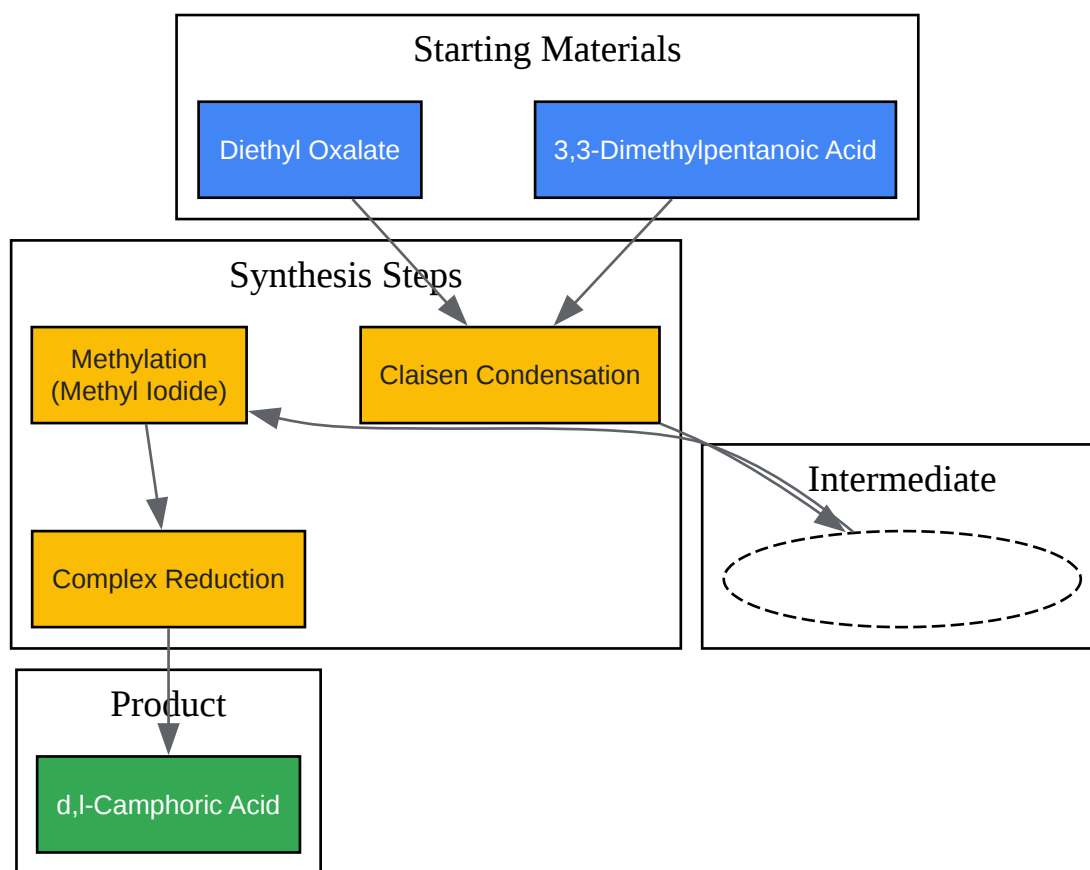 Starting Materials
Diethyl Oxalate
3,3-Dimethylpentanoic Acid
Synthesis Steps
Methylation
(Methyl Iodide)
Claisen Condensation
Intermediate
Complex Reduction
Product
d,l-Camphoric Acid